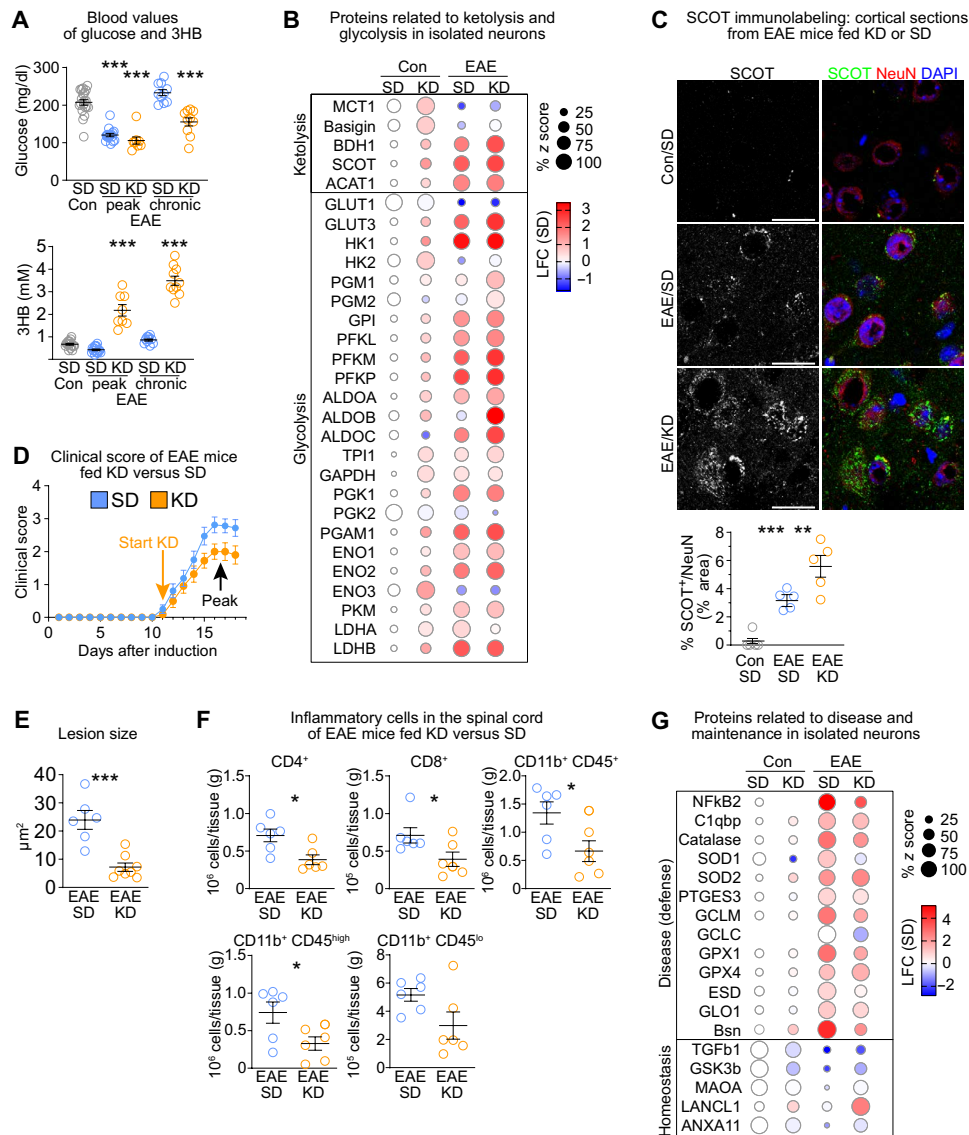 A
Blood values
of glucose and 3HB
Glucose (mg/dl)
300
200
100
0
*** *** ***
SD SD KD SD KD
Con peak chronic
EAE
3HB (mM)
5
4
3
2
1
*** ***
SD SD KD SD KD
Con peak chronic
EAE
B
Proteins related to ketolysis and
glycolysis in isolated neurons
Con EAE
SD KD SD KD
Ketolysis
MCT1
Basigin
BDH1
SCOT
ACAT1
Glycolysis
GLUT1
GLUT3
HK1
HK2
PGM1
PGM2
GPI
PFKL
PFKM
PFKP
ALDOA
ALDOB
ALDOC
TPI1
GAPDH
PGK1
PGK2
PGAM1
ENO1
ENO2
ENO3
PKM
LDHA
LDHB
% z score
25
50
75
100
LFC (SD)
3
2
1
0
−1
C
SCOT immunolabeling: cortical sections
from EAE mice fed KD or SD
SCOT
SCOT NeuN DAPI
Con/SD
EAE/SD
EAE/KD
% SCOT⁺/NeuN
(% area)
8
6
4
2
0
*** **
Con EAE EAE
SD SD KD
D
Clinical score of EAE mice
fed KD versus SD
SD KD
Clinical score
4
3
2
1
0
Start KD
Peak
0 5 10 15
Days after induction
E
Lesion size
µm²
40
30
20
10
0
***
EAE EAE
SD KD
F
Inflammatory cells in the spinal cord
of EAE mice fed KD versus SD
CD4⁺
10⁶ cells/tissue (g)
1.5
1.0
0.5
0
*
EAE EAE
SD KD
CD8⁺
10⁵ cells/tissue (g)
1.5
1.0
0.5
0
*
EAE EAE
SD KD
CD11b⁺ CD45⁺
10⁶ cells/tissue (g)
2.0
1.5
1.0
0.5
0
*
EAE EAE
SD KD
CD11b⁺ CD45ʰⁱᵍʰ
10⁶ cells/tissue (g)
1.5
1.0
0.5
0
*
EAE EAE
SD KD
CD11b⁺ CD45ˡᵒ
10⁵ cells/tissue (g)
8
6
4
2
0
EAE EAE
SD KD
G
Proteins related to disease and
maintenance in isolated neurons
Con EAE
SD KD SD KD
Disease (defense)
NFkB2
C1qbp
Catalase
SOD1
SOD2
PTGES3
GCLM
GCLC
GPX1
GPX4
ESD
GLO1
Bsn
Homeostasis
TGFb1
GSK3b
MAOA
LANCL1
ANXA11
% z score
25
50
75
100
LFC (SD)
4
2
0
−2